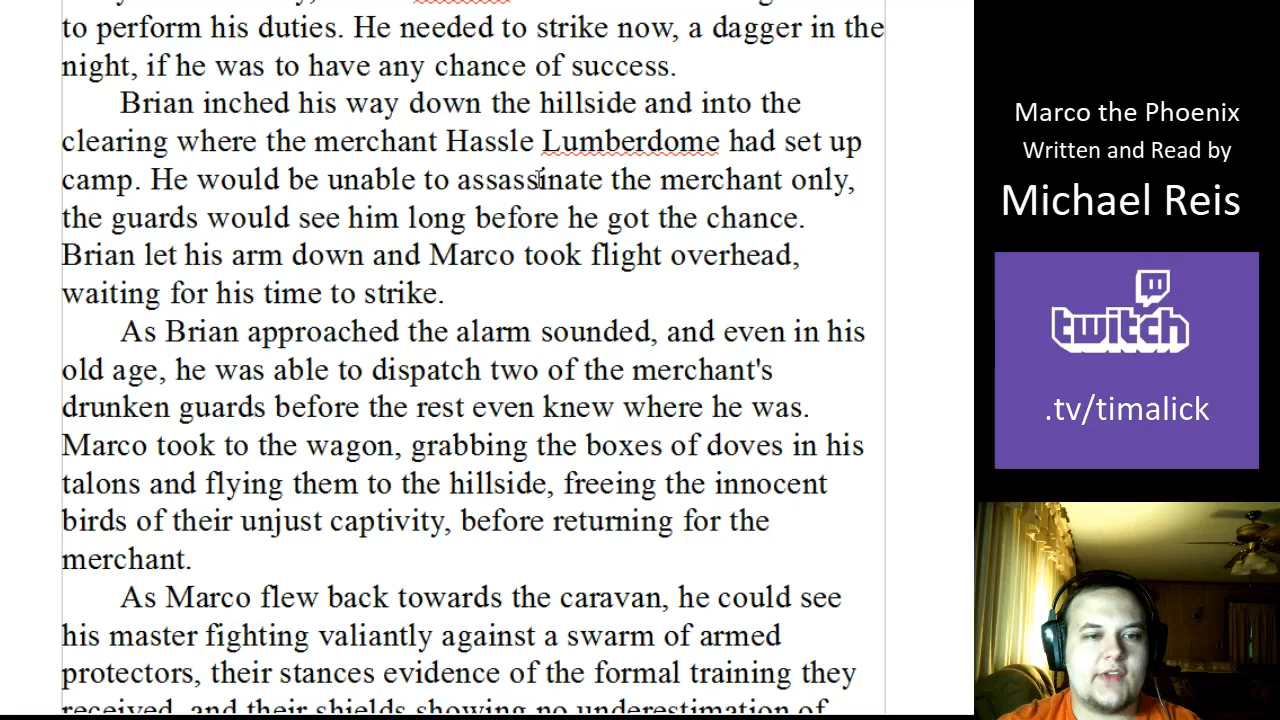 to perform his duties. He needed to strike now, a dagger in the
night, if he was to have any chance of success.
Brian inched his way down the hillside and into the
clearing where the merchant Hassle Lumberdome had set up
camp. He would be unable to assassinate the merchant only,
the guards would see him long before he got the chance.
Brian let his arm down and Marco took flight overhead,
waiting for his time to strike.
As Brian approached the alarm sounded, and even in his
old age, he was able to dispatch two of the merchant's
drunken guards before the rest even knew where he was.
Marco took to the wagon, grabbing the boxes of doves in his
talons and flying them to the hillside, freeing the innocent
birds of their unjust captivity, before returning for the
merchant.
As Marco flew back towards the caravan, he could see
his master fighting valiantly against a swarm of armed
protectors, their stances evidence of the formal training they
received, and their shields showing no underestimation of
Marco the Phoenix
Written and Read by
Michael Reis
twitch
.tv/timalick